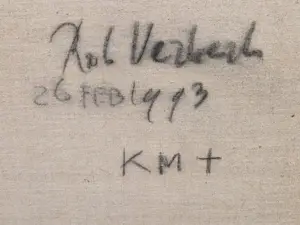 Rob Verbeek
26 FEB 1993
KM+